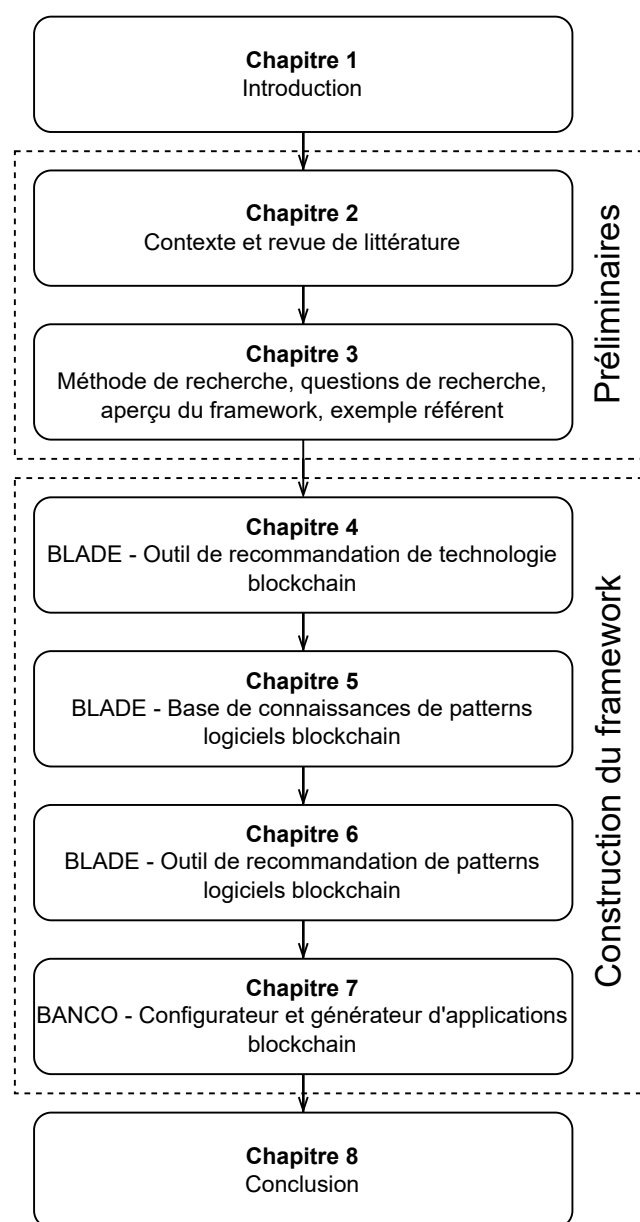 Chapitre 1
Introduction
Préliminaires
Chapitre 2
Contexte et revue de littérature
Chapitre 3
Méthode de recherche, questions de recherche,
aperçu du framework, exemple référent
Construction du framework
Chapitre 4
BLADE - Outil de recommandation de technologie
blockchain
Chapitre 5
BLADE - Base de connaissances de patterns
logiciels blockchain
Chapitre 6
BLADE - Outil de recommandation de patterns
logiciels blockchain
Chapitre 7
BANCO - Configurateur et générateur d'applications
blockchain
Chapitre 8
Conclusion